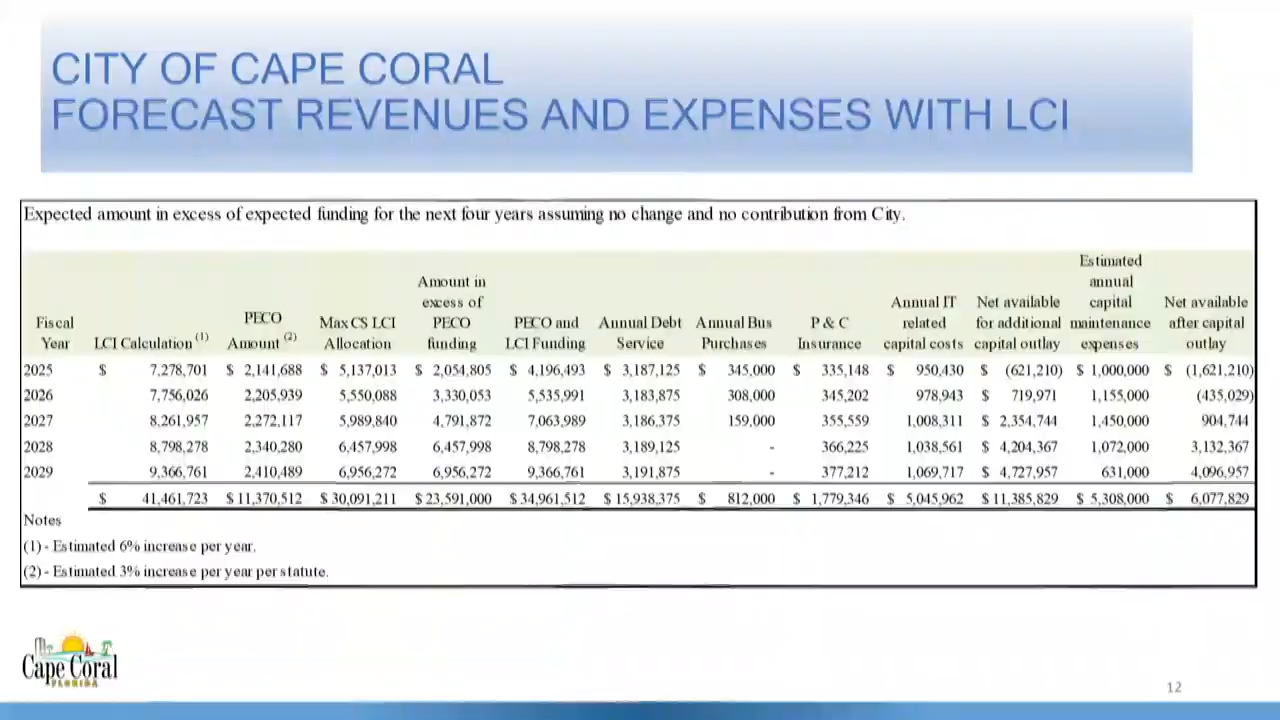 CITY OF CAPE CORAL
FORECAST REVENUES AND EXPENSES WITH LCI
Expected amount in excess of expected funding for the next four years assuming no change and no contribution from City.
Fiscal Year LCI Calculation (1) PECO Amount (2) Max CS LCI Allocation Amount in excess of PECO funding PECO and LCI Funding Annual Debt Service Annual Bus Purchases P & C Insurance Annual IT related capital costs Net available for additional capital outlay Estimated annual capital maintenance expenses Net available after capital outlay
2025 $ 7,278,701 $ 2,141,688 $ 5,137,013 $ 2,054,805 $ 4,196,493 $ 3,187,125 $ 345,000 $ 335,148 $ 950,430 $ (621,210) $ 1,000,000 $ (1,621,210)
2026 7,756,026 2,205,939 5,550,088 3,330,053 5,535,991 3,183,875 308,000 345,202 978,943 $ 719,971 1,155,000 (435,029)
2027 8,261,957 2,272,117 5,989,840 4,791,872 7,063,989 3,186,375 159,000 355,559 1,008,311 $ 2,354,744 1,450,000 904,744
2028 8,798,278 2,340,280 6,457,998 6,457,998 8,798,278 3,189,125 - 366,225 1,038,561 $ 4,204,367 1,072,000 3,132,367
2029 9,366,761 2,410,489 6,956,272 6,956,272 9,366,761 3,191,875 - 377,212 1,069,717 $ 4,727,957 631,000 4,096,957
$ 41,461,723 $ 11,370,512 $ 30,091,211 $ 23,591,000 $ 34,961,512 $ 15,938,375 $ 812,000 $ 1,779,346 $ 5,045,962 $ 11,385,829 $ 5,308,000 $ 6,077,829
Notes
(1) - Estimated 6% increase per year.
(2) - Estimated 3% increase per year per statute.
Cape Coral
FLORIDA
12